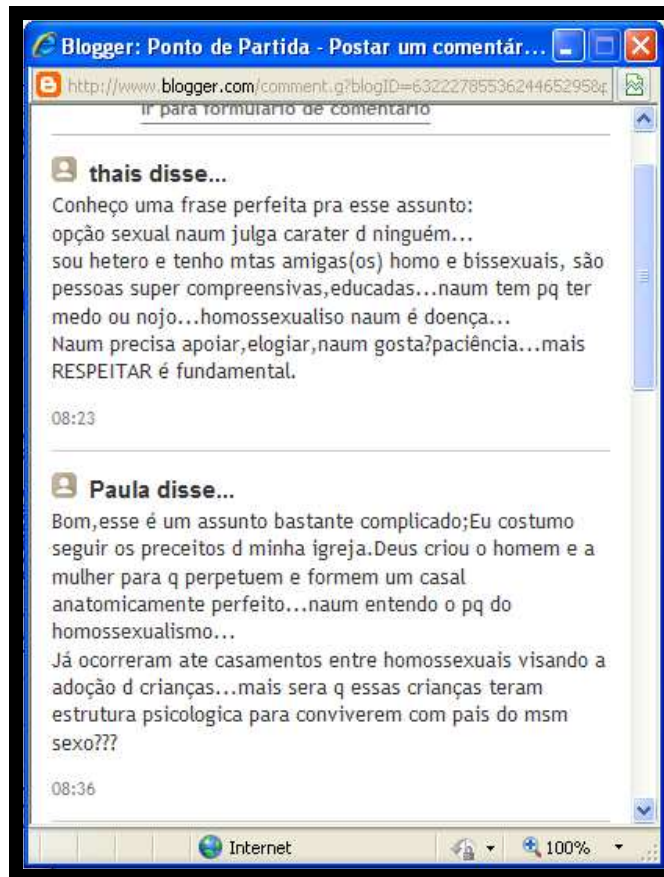 Blogger: Ponto de Partida - Postar um comentár...
http://www.blogger.com/comment.g?blogID=6322278553624465295&p
Ir para formulário de comentário
thais disse...
Conheço uma frase perfeita pra esse assunto:
opção sexual naum julga carater d ninguém...
sou hetero e tenho mtas amigas(os) homo e bissexuais, são
pessoas super compreensivas,educadas...naum tem pq ter
medo ou nojo...homossexualiso naum é doença...
Naum precisa apoiar,elogiar,naum gosta?paciência...mais
RESPEITAR é fundamental.
08:23
Paula disse...
Bom,esse é um assunto bastante complicado;Eu costumo
seguir os preceitos d minha igreja.Deus criou o homem e a
mulher para q perpetuem e formem um casal
anatomicamente perfeito...naum entendo o pq do
homossexualismo...
Já ocorreram ate casamentos entre homossexuais visando a
adoção d crianças...mais sera q essas crianças teram
estrutura psicologica para conviverem com pais do msm
sexo???
08:36
Internet
100%